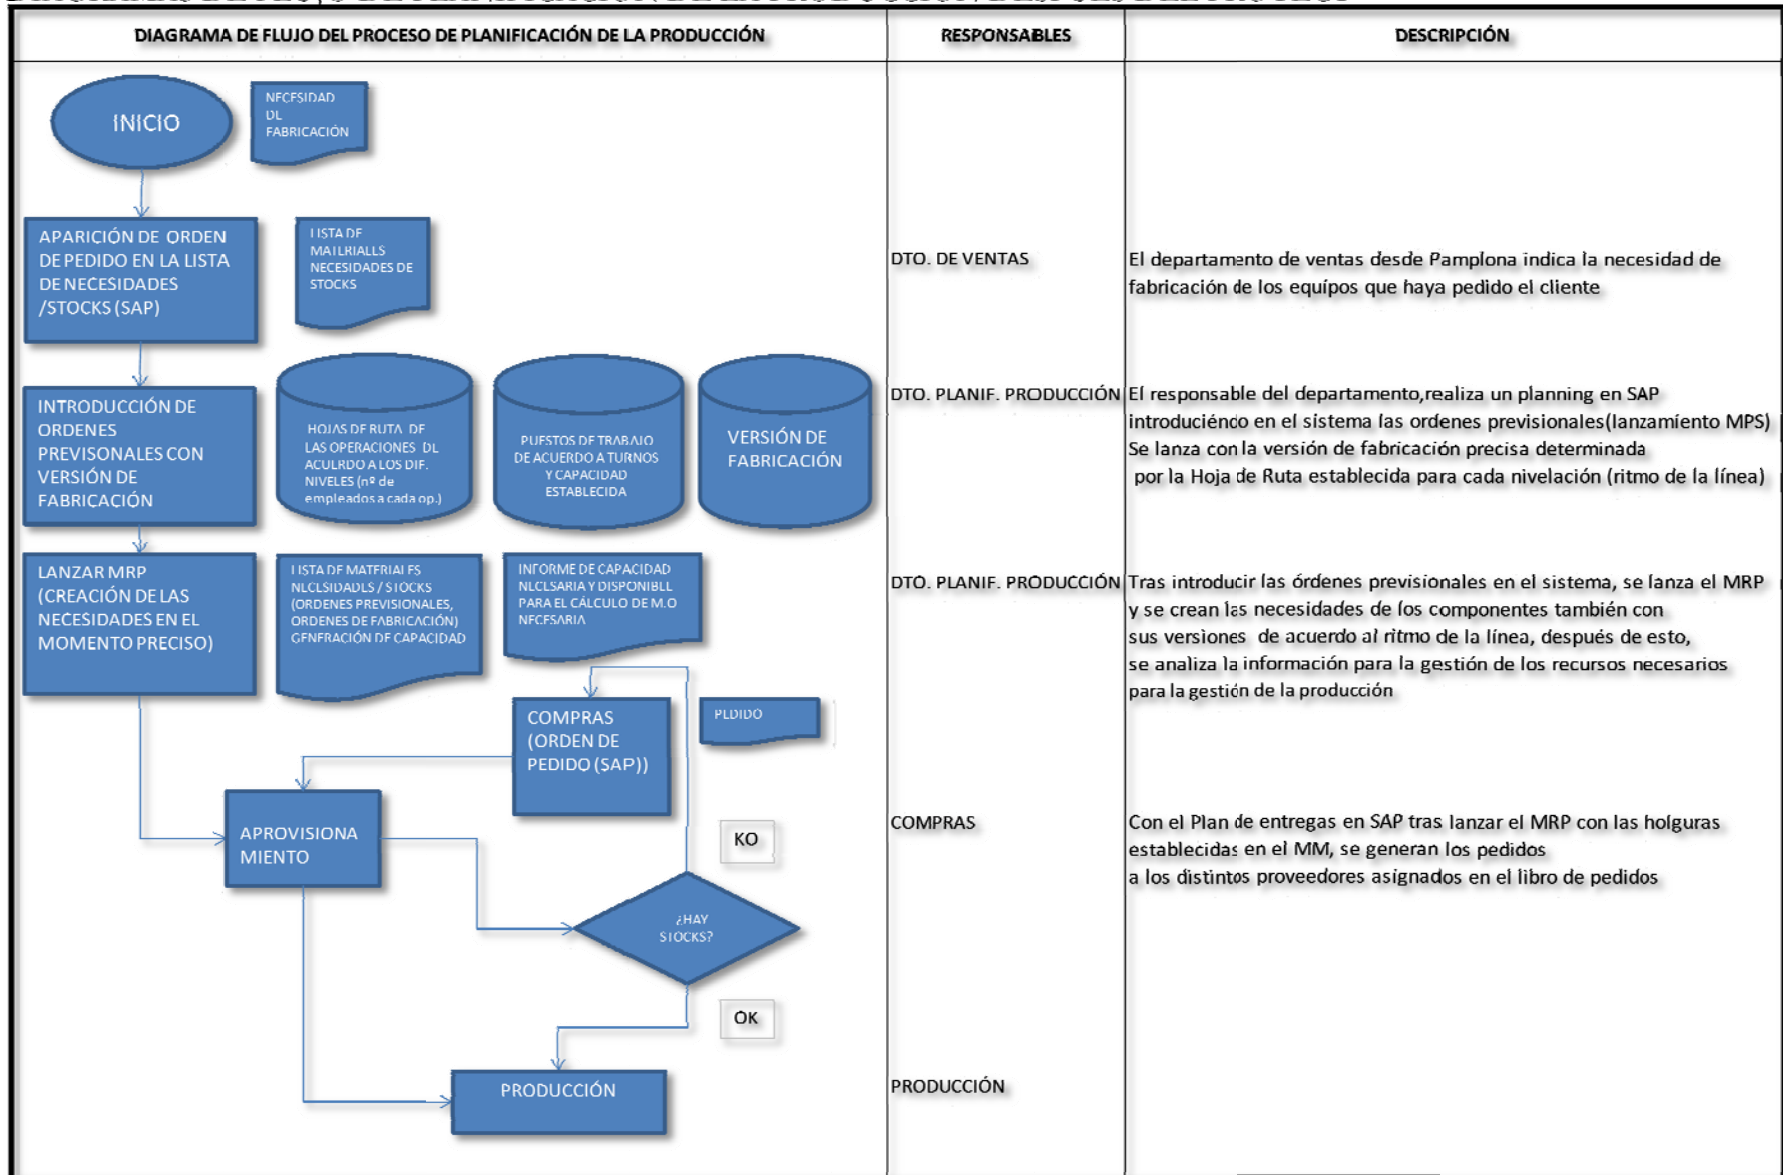 DIAGRAMA DE FLUJO DEL PROCESO DE PLANIFICACIÓN DE LA PRODUCCIÓN
RESPONSABLES
DESCRIPCIÓN
INICIO
NECESIDAD
DE
FABRICACIÓN
APARICIÓN DE ORDEN
DE PEDIDO EN LA LISTA
DE NECESIDADES
/STOCKS (SAP)
LISTA DE
MATERIALES
NECESIDADES DE
STOCKS
DTO. DE VENTAS
El departamento de ventas desde Pamplona indica la necesidad de
fabricación de los equípos que haya pedido el cliente
INTRODUCCIÓN DE
ORDENES
PREVISONALES CON
VERSIÓN DE
FABRICACIÓN
HOJAS DE RUTA DE
LAS OPERACIONES DE
ACUERDO A LOS DIF.
NIVELES (nº de
empleados a cada op.)
PUESTOS DE TRABAJO
DE ACUERDO A TURNOS
Y CAPACIDAD
ESTABLECIDA
VERSIÓN DE
FABRICACIÓN
DTO. PLANIF. PRODUCCIÓN
El responsable del departamento,realiza un planning en SAP
introduciéndo en el sístema las ordenes previsionales(lanzamíento MPS)
Se lanza con la versión de fabricación precisa determinada
por la Hoja de Ruta establecida para cada nivelación (ritmo de la línea)
LANZAR MRP
(CREACIÓN DE LAS
NECESIDADES EN EL
MOMENTO PRECISO)
LISTA DE MATERIALES
NECESIDADES / STOCKS
(ORDENES PREVISIONALES,
ORDENES DE FABRICACIÓN)
GENERACIÓN DE CAPACIDAD
INFORME DE CAPACIDAD
NECESARIA Y DISPONIBLE
PARA EL CÁLCULO DE M.O
NECESARIA
DTO. PLANIF. PRODUCCIÓN
Tras introducir las órdenes previsionales en el sistema, se lanza el MRP
y se crean las necesidades de los componentes también con
sus versiones de acuerdo al ritmo de la línea, después de esto,
se analiza la información para la gestión de los recursos necesarios
para la gestión de la producción
COMPRAS
(ORDEN DE
PEDIDO (SAP))
PEDIDO
APROVISIONA
MIENTO
KO
COMPRAS
Con el Plan de entregas en SAP tras lanzar el MRP con las holguras
establecidas en el MM, se generan los pedidos
a los distintos proveedores asignados en el libro de pedidos
¿HAY
STOCKS?
OK
PRODUCCIÓN
PRODUCCIÓN